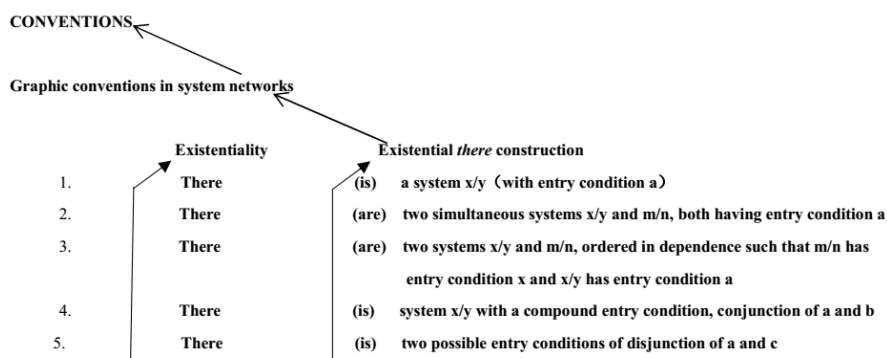 CONVENTIONS
Graphic conventions in system networks
Existentiality Existential there construction
1. There (is) a system x/y（with entry condition a）
2. There (are) two simultaneous systems x/y and m/n, both having entry condition a
3. There (are) two systems x/y and m/n, ordered in dependence such that m/n has
entry condition x and x/y has entry condition a
4. There (is) system x/y with a compound entry condition, conjunction of a and b
5. There (is) two possible entry conditions of disjunction of a and c